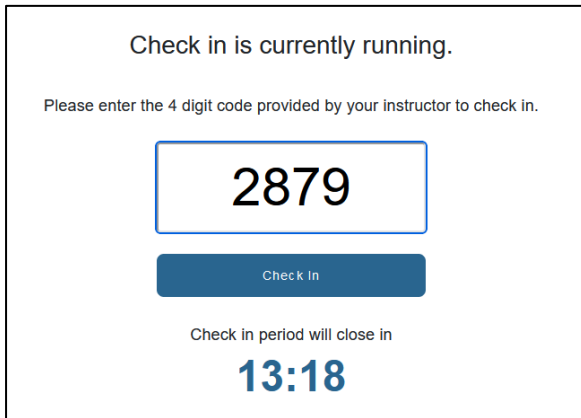 Check in is currently running.
Please enter the 4 digit code provided by your instructor to check in.
2879
Check In
Check in period will close in
13:18